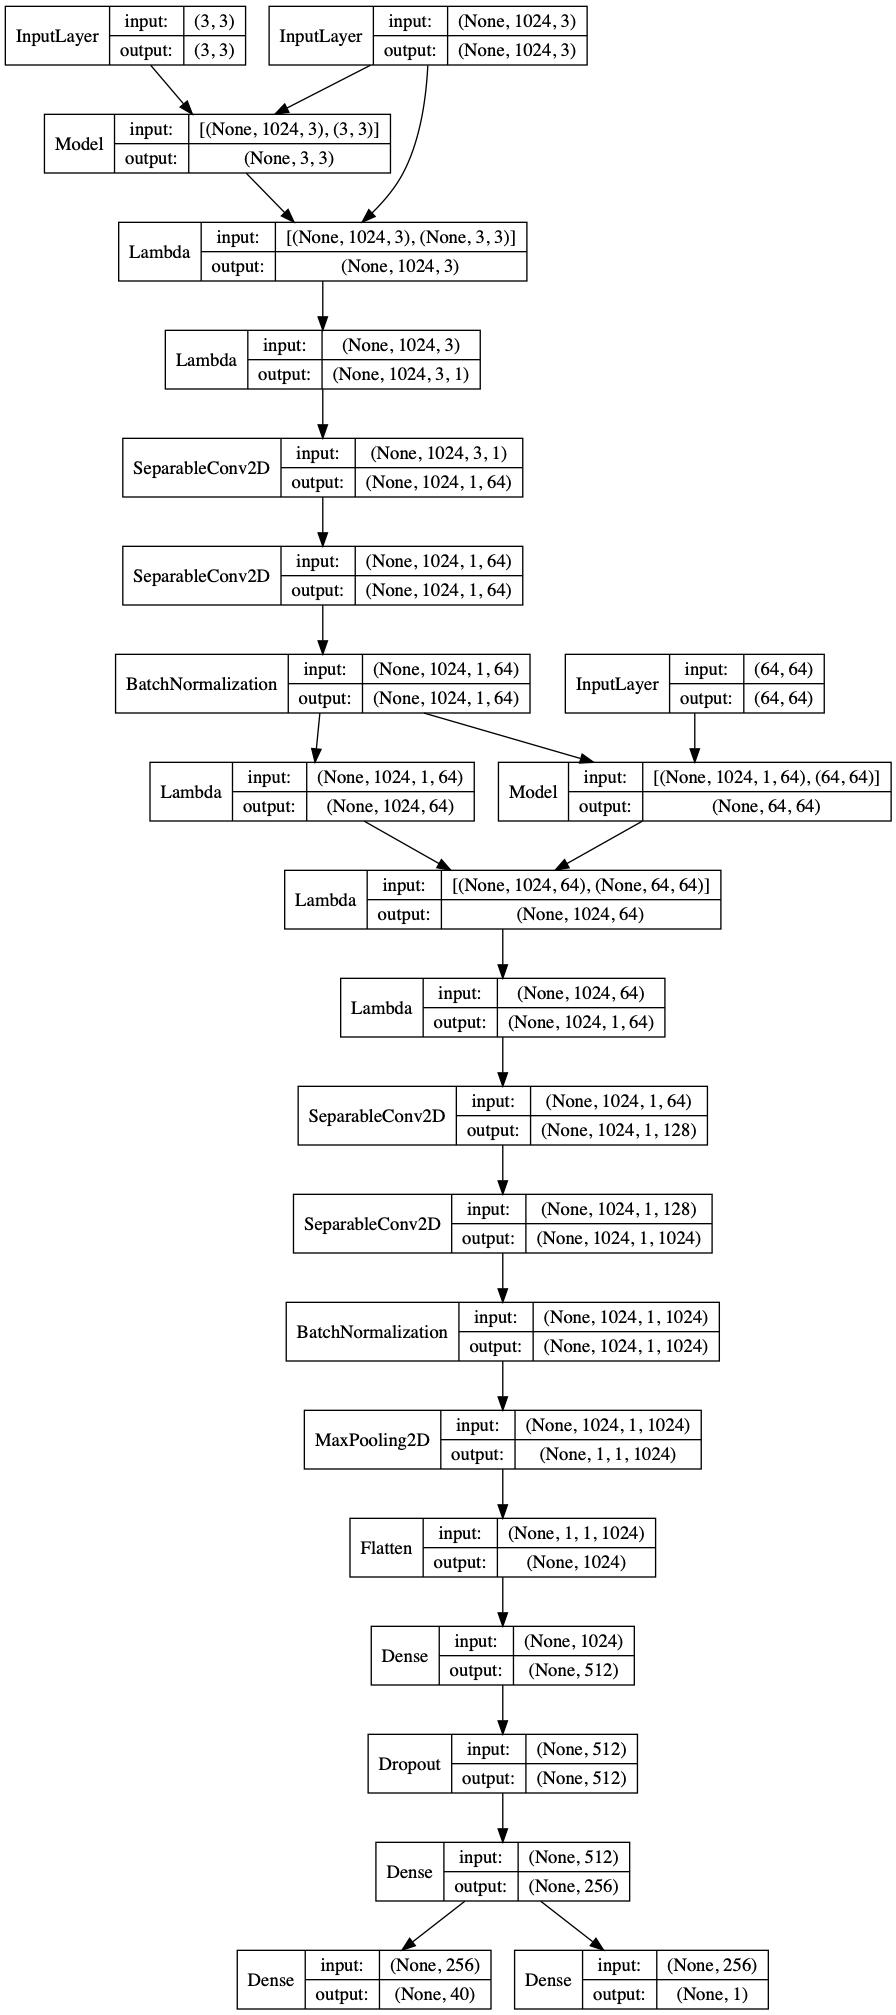 InputLayer input: (3, 3)
output: (3, 3)
InputLayer input: (None, 1024, 3)
output: (None, 1024, 3)
Model input: [(None, 1024, 3), (3, 3)]
output: (None, 3, 3)
Lambda input: [(None, 1024, 3), (None, 3, 3)]
output: (None, 1024, 3)
Lambda input: (None, 1024, 3)
output: (None, 1024, 3, 1)
SeparableConv2D input: (None, 1024, 3, 1)
output: (None, 1024, 1, 64)
SeparableConv2D input: (None, 1024, 1, 64)
output: (None, 1024, 1, 64)
BatchNormalization input: (None, 1024, 1, 64)
output: (None, 1024, 1, 64)
InputLayer input: (64, 64)
output: (64, 64)
Lambda input: (None, 1024, 1, 64)
output: (None, 1024, 64)
Model input: [(None, 1024, 1, 64), (64, 64)]
output: (None, 64, 64)
Lambda input: [(None, 1024, 64), (None, 64, 64)]
output: (None, 1024, 64)
Lambda input: (None, 1024, 64)
output: (None, 1024, 1, 64)
SeparableConv2D input: (None, 1024, 1, 64)
output: (None, 1024, 1, 128)
SeparableConv2D input: (None, 1024, 1, 128)
output: (None, 1024, 1, 1024)
BatchNormalization input: (None, 1024, 1, 1024)
output: (None, 1024, 1, 1024)
MaxPooling2D input: (None, 1024, 1, 1024)
output: (None, 1, 1, 1024)
Flatten input: (None, 1, 1, 1024)
output: (None, 1024)
Dense input: (None, 1024)
output: (None, 512)
Dropout input: (None, 512)
output: (None, 512)
Dense input: (None, 512)
output: (None, 256)
Dense input: (None, 256)
output: (None, 40)
Dense input: (None, 256)
output: (None, 1)